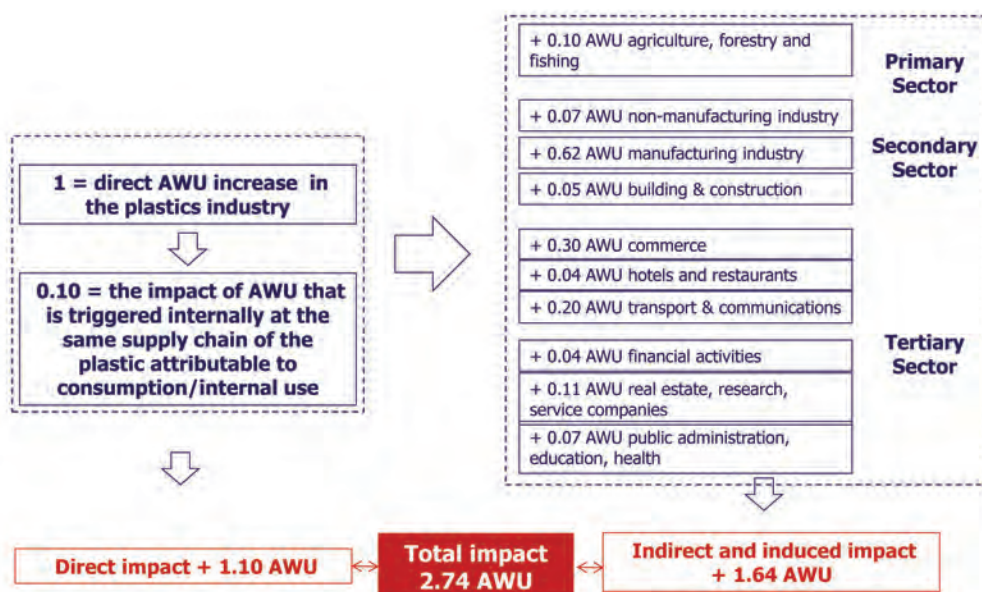 1 = direct AWU increase in
the plastics industry
0.10 = the impact of AWU that
is triggered internally at the
same supply chain of the
plastic attributable to
consumption/internal use
+ 0.10 AWU agriculture, forestry and
fishing
Primary
Sector
+ 0.07 AWU non-manufacturing industry
+ 0.62 AWU manufacturing industry
+ 0.05 AWU building & construction
Secondary
Sector
+ 0.30 AWU commerce
+ 0.04 AWU hotels and restaurants
+ 0.20 AWU transport & communications
+ 0.04 AWU financial activities
+ 0.11 AWU real estate, research,
service companies
+ 0.07 AWU public administration,
education, health
Tertiary
Sector
Direct impact + 1.10 AWU
Total impact
2.74 AWU
Indirect and induced impact
+ 1.64 AWU